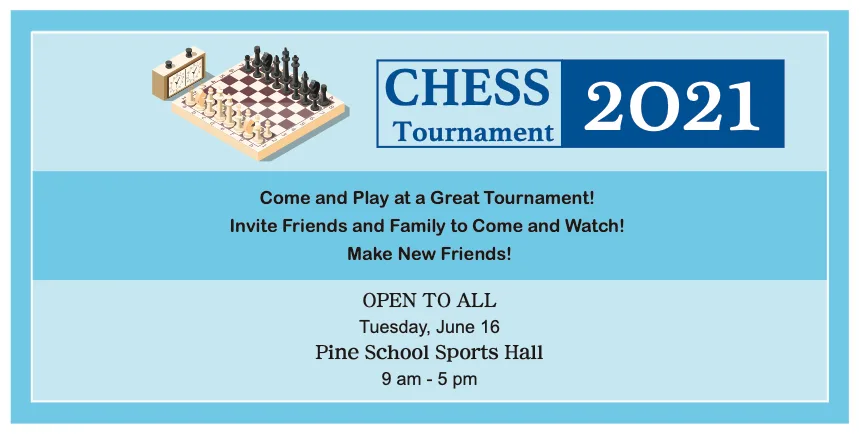 CHESS
Tournament
2021
Come and Play at a Great Tournament!
Invite Friends and Family to Come and Watch!
Make New Friends!
OPEN TO ALL
Tuesday, June 16
Pine School Sports Hall
9 am - 5 pm